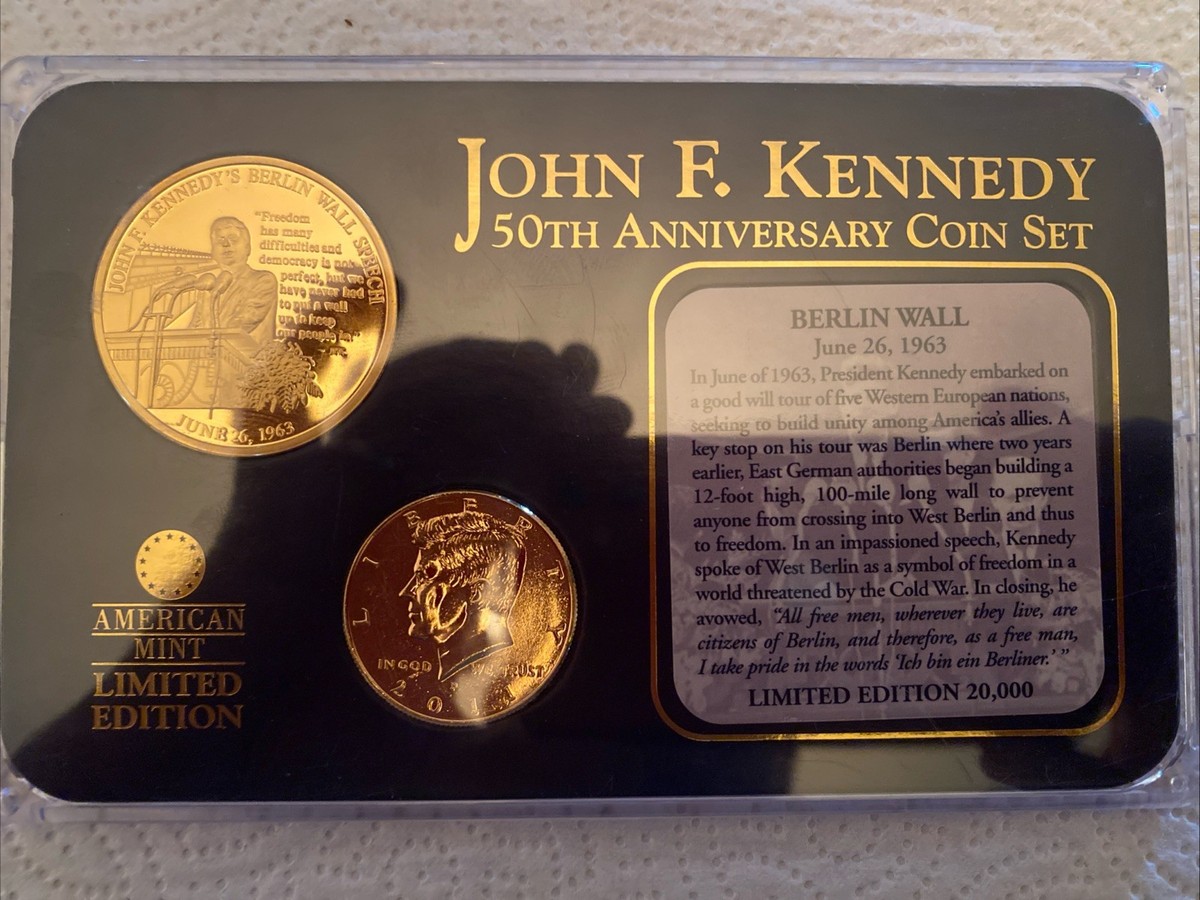 JOHN F. KENNEDY
50TH ANNIVERSARY COIN SET
JOHN F. KENNEDY'S BERLIN WALL SPEECH
"Freedom
has many
difficulties and
democracy is not
perfect, but we
have never had
to put a wall
up to keep
our people in."
JUNE 26, 1963
BERLIN WALL
June 26, 1963
In June of 1963, President Kennedy embarked on
a good will tour of five Western European nations,
seeking to build unity among America's allies. A
key stop on his tour was Berlin where two years
earlier, East German authorities began building a
12-foot high, 100-mile long wall to prevent
anyone from crossing into West Berlin and thus
to freedom. In an impassioned speech, Kennedy
spoke of West Berlin as a symbol of freedom in a
world threatened by the Cold War. In closing, he
avowed, "All free men, wherever they live, are
citizens of Berlin, and therefore, as a free man,
I take pride in the words 'Ich bin ein Berliner.' "
LIMITED EDITION 20,000
LIBERTY
IN GOD WE TRUST
AMERICAN
MINT
LIMITED
EDITION